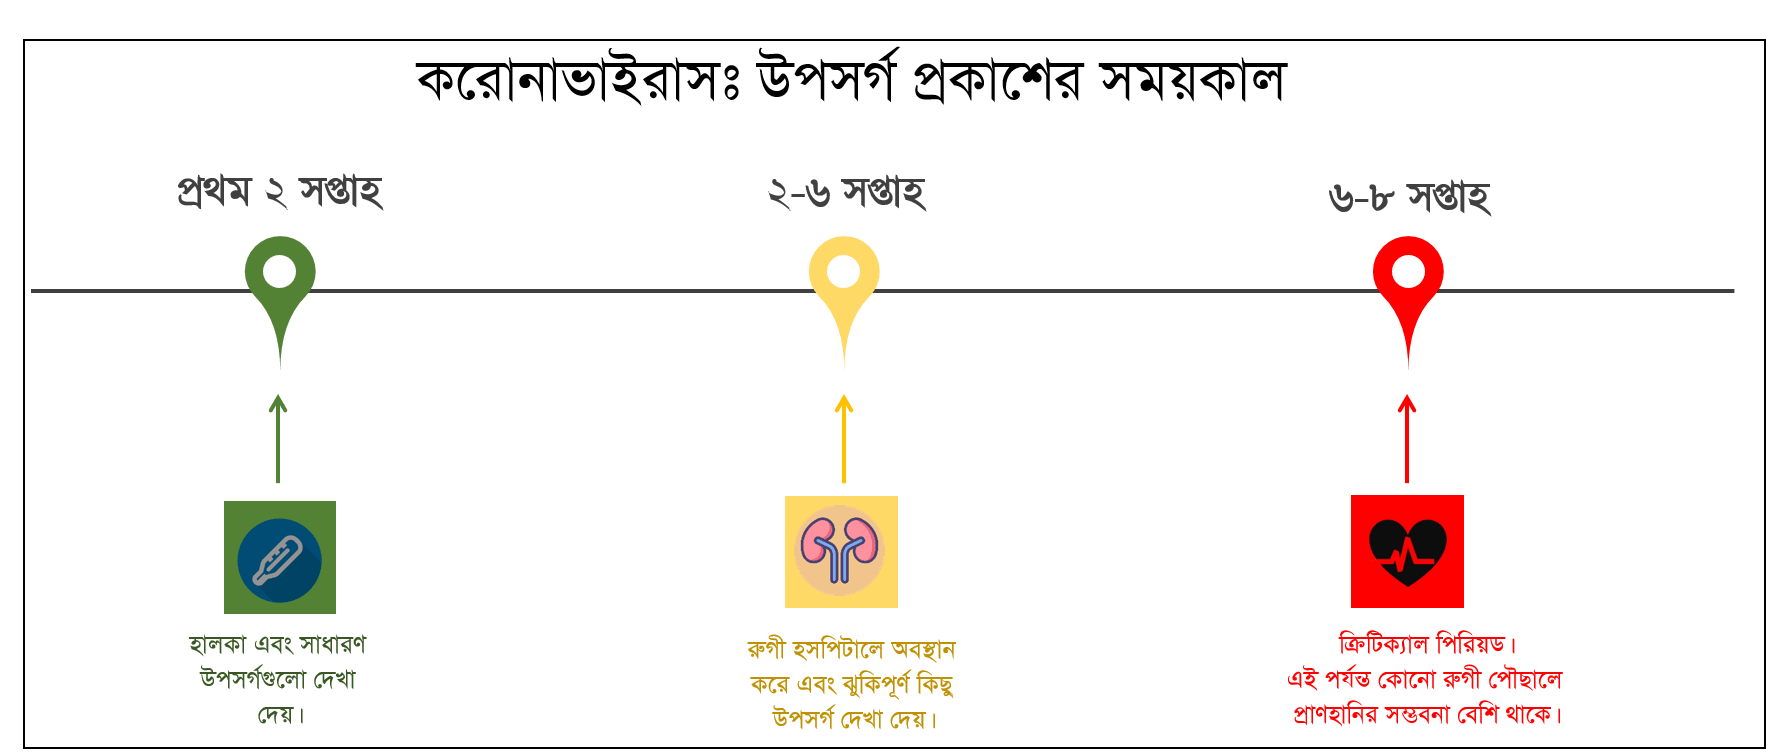 করোনাভাইরাসঃ উপসর্গ প্রকাশের সময়কাল
প্রথম ২ সপ্তাহ
২-৬ সপ্তাহ
৬-৮ সপ্তাহ
হালকা এবং সাধারণ
উপসর্গগুলো দেখা
দেয়।
রুগী হসপিটালে অবস্থান
করে এবং ঝুকিপূর্ণ কিছু
উপসর্গ দেখা দেয়।
ক্রিটিক্যাল পিরিয়ড।
এই পর্যন্ত কোনো রুগী পৌছালে
প্রাণহানির সম্ভবনা বেশি থাকে।